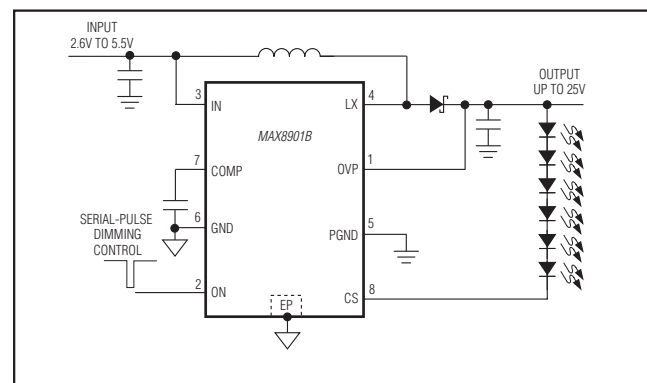 INPUT
2.6V TO 5.5V
OUTPUT
UP TO 25V
3
IN
LX
4
MAX8901B
7
COMP
OVP
1
SERIAL-PULSE
DIMMING
CONTROL
6
GND
PGND
5
2
ON
EP
CS
8